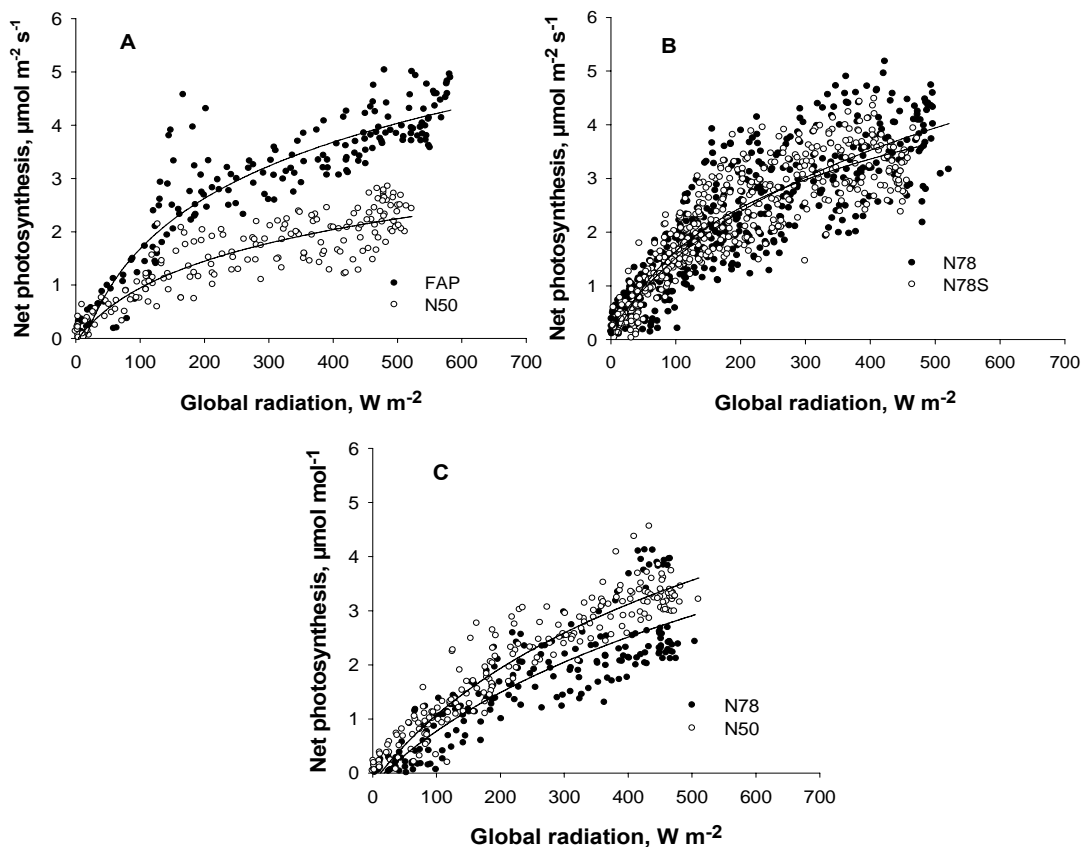 A
Net photosynthesis, µmol m-2 s-1
6
5
4
3
2
1
0
0 100 200 300 400 500 600 700
Global radiation, W m-2
FAP
N50
B
Net photosynthesis, µmol m-2 s-1
6
5
4
3
2
1
0
0 100 200 300 400 500 600 700
Global radiation, W m-2
N78
N78S
C
Net photosynthesis, µmol mol-1
6
5
4
3
2
1
0
0 100 200 300 400 500 600 700
Global radiation, W m-2
N78
N50